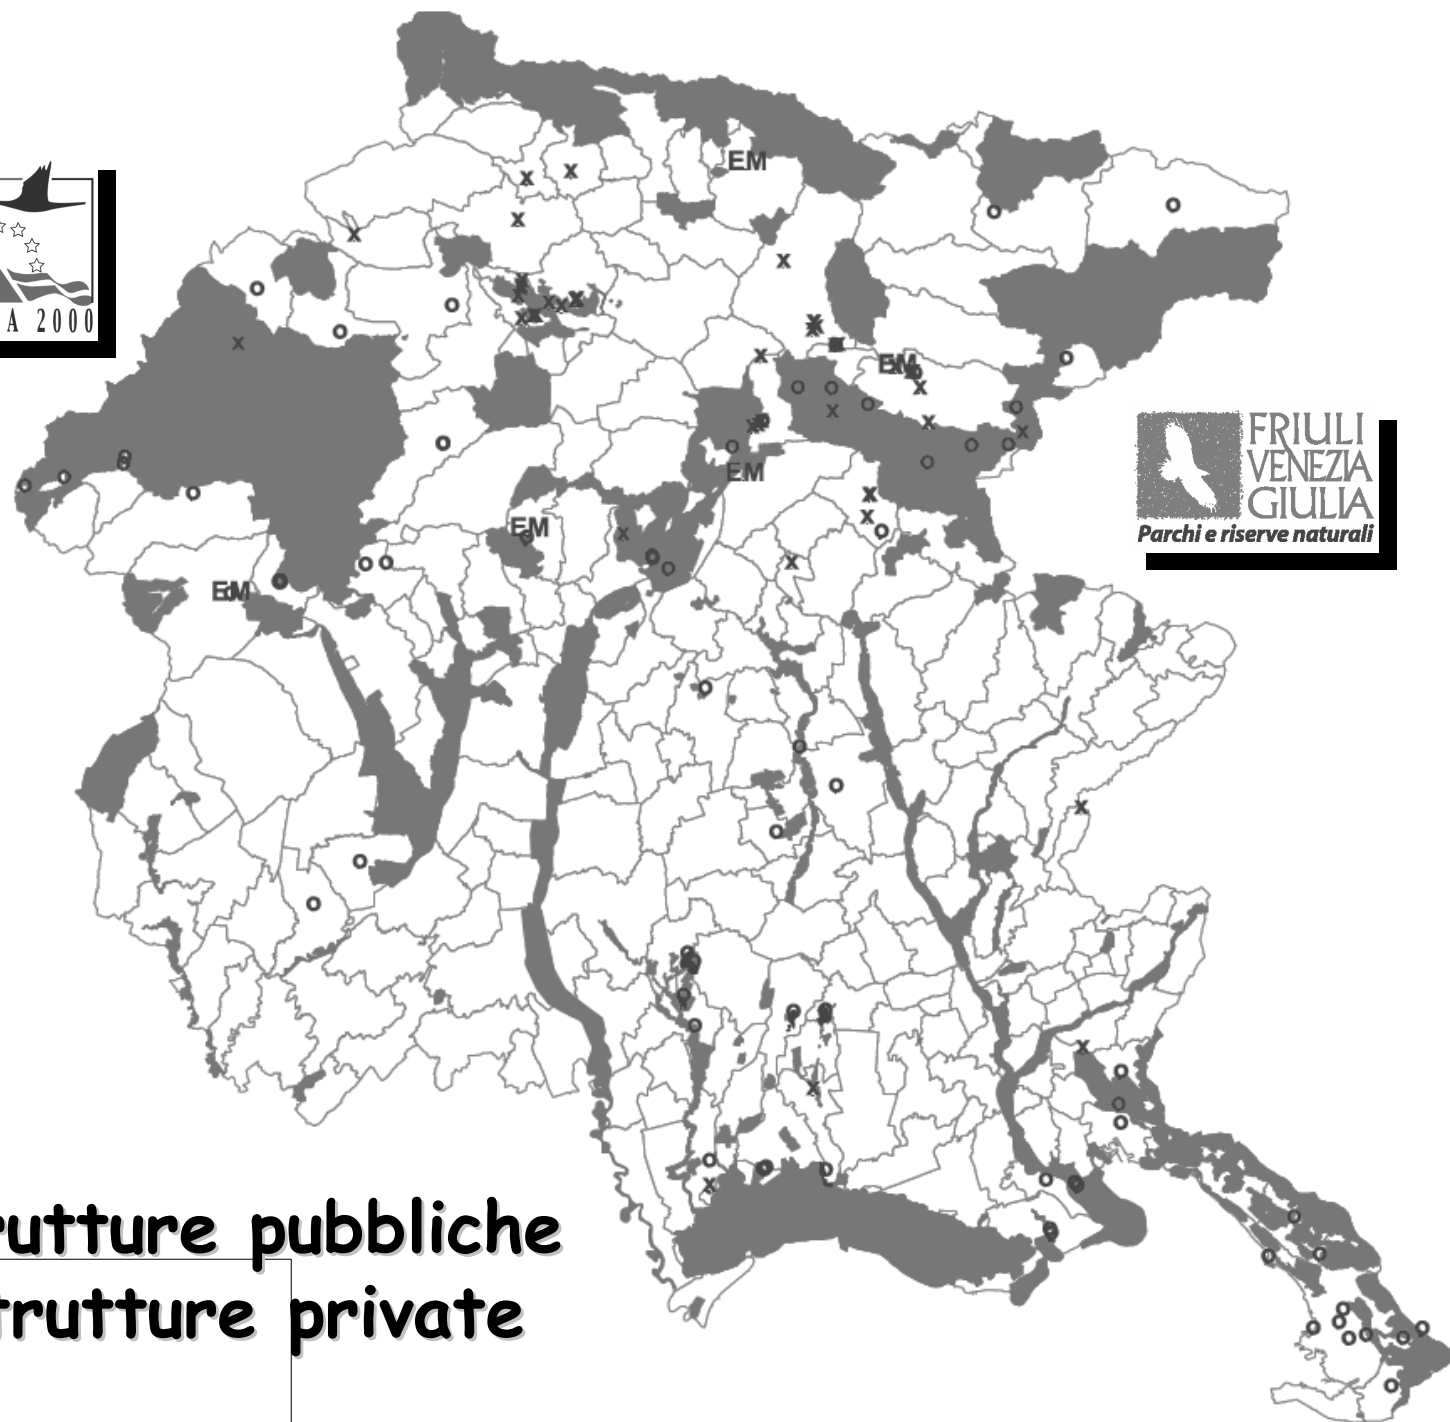 EM
A 2000
EM
FRIULI
VENEZIA
GIULIA
Parchi e riserve naturali
EM
EM
EM
rutture pubbliche
trutture private